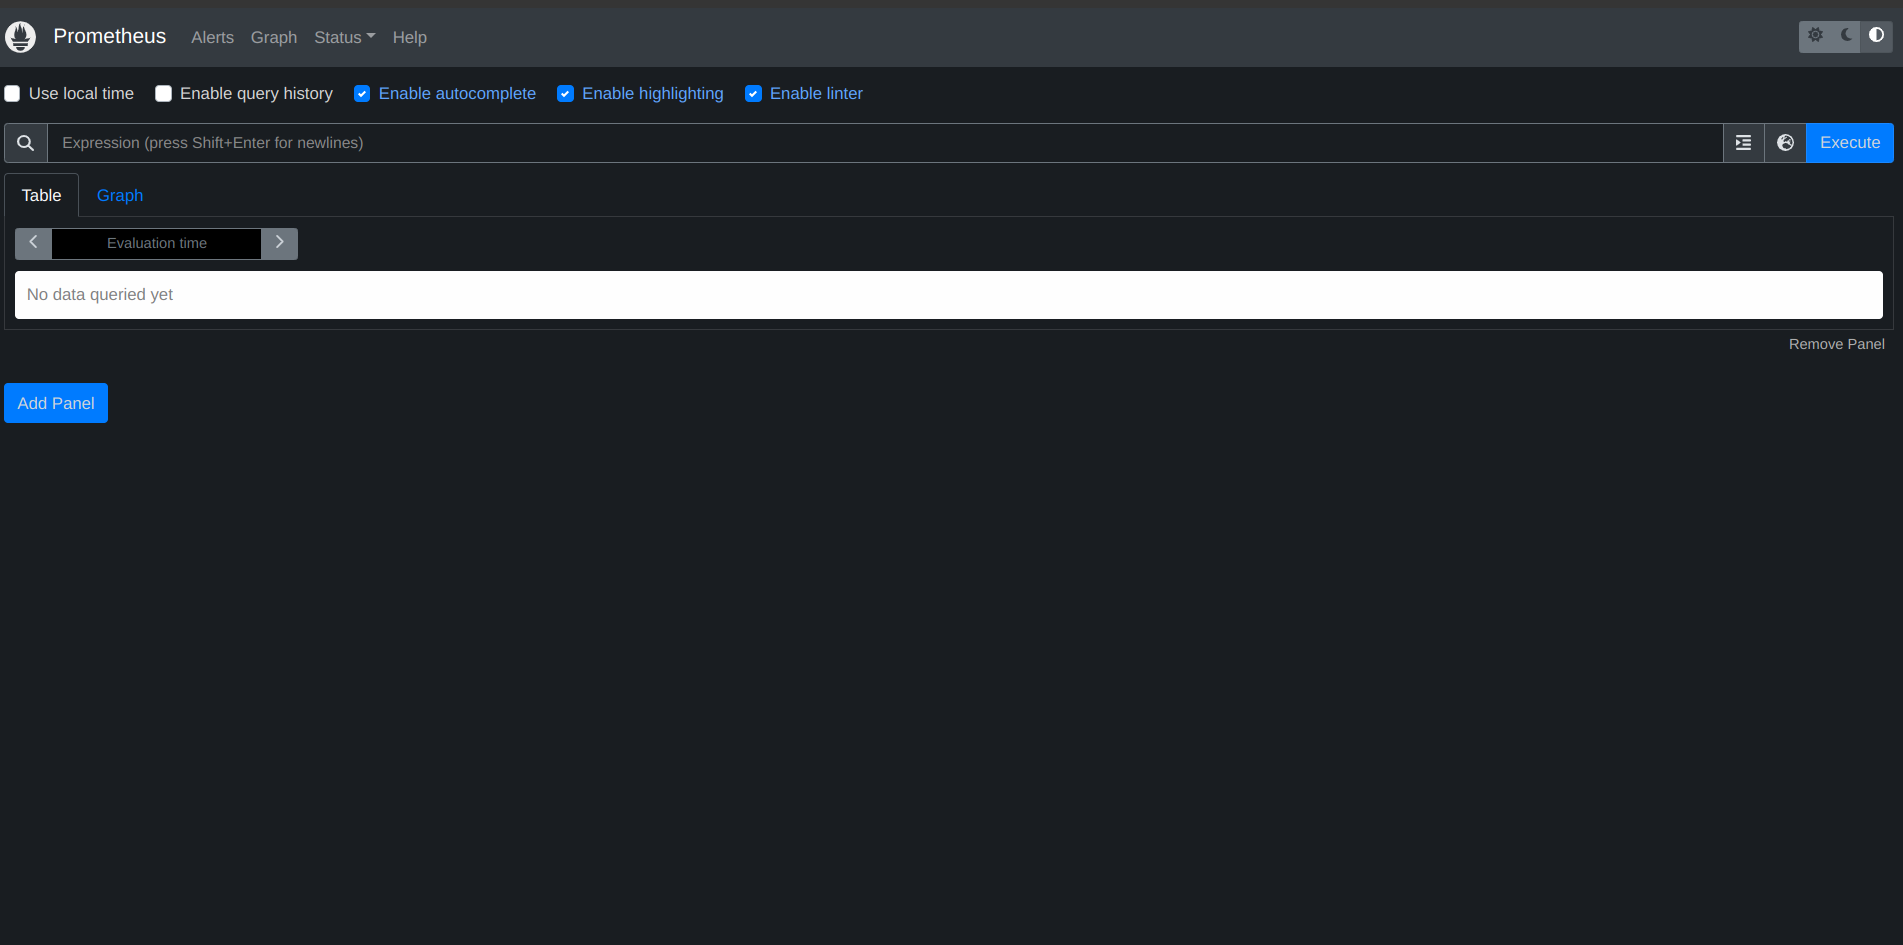 Prometheus Alerts Graph Status Help
Use local time Enable query history Enable autocomplete Enable highlighting Enable linter
Expression (press Shift+Enter for newlines) Execute
Table Graph
Evaluation time
No data queried yet
Remove Panel
Add Panel